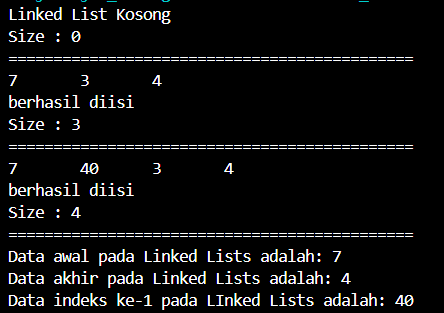 Linked List Kosong
Size : 0
=============================================
7 3 4
berhasil diisi
Size : 3
=============================================
7 40 3 4
berhasil diisi
Size : 4
=============================================
Data awal pada Linked Lists adalah: 7
Data akhir pada Linked Lists adalah: 4
Data indeks ke-1 pada LInked Lists adalah: 40